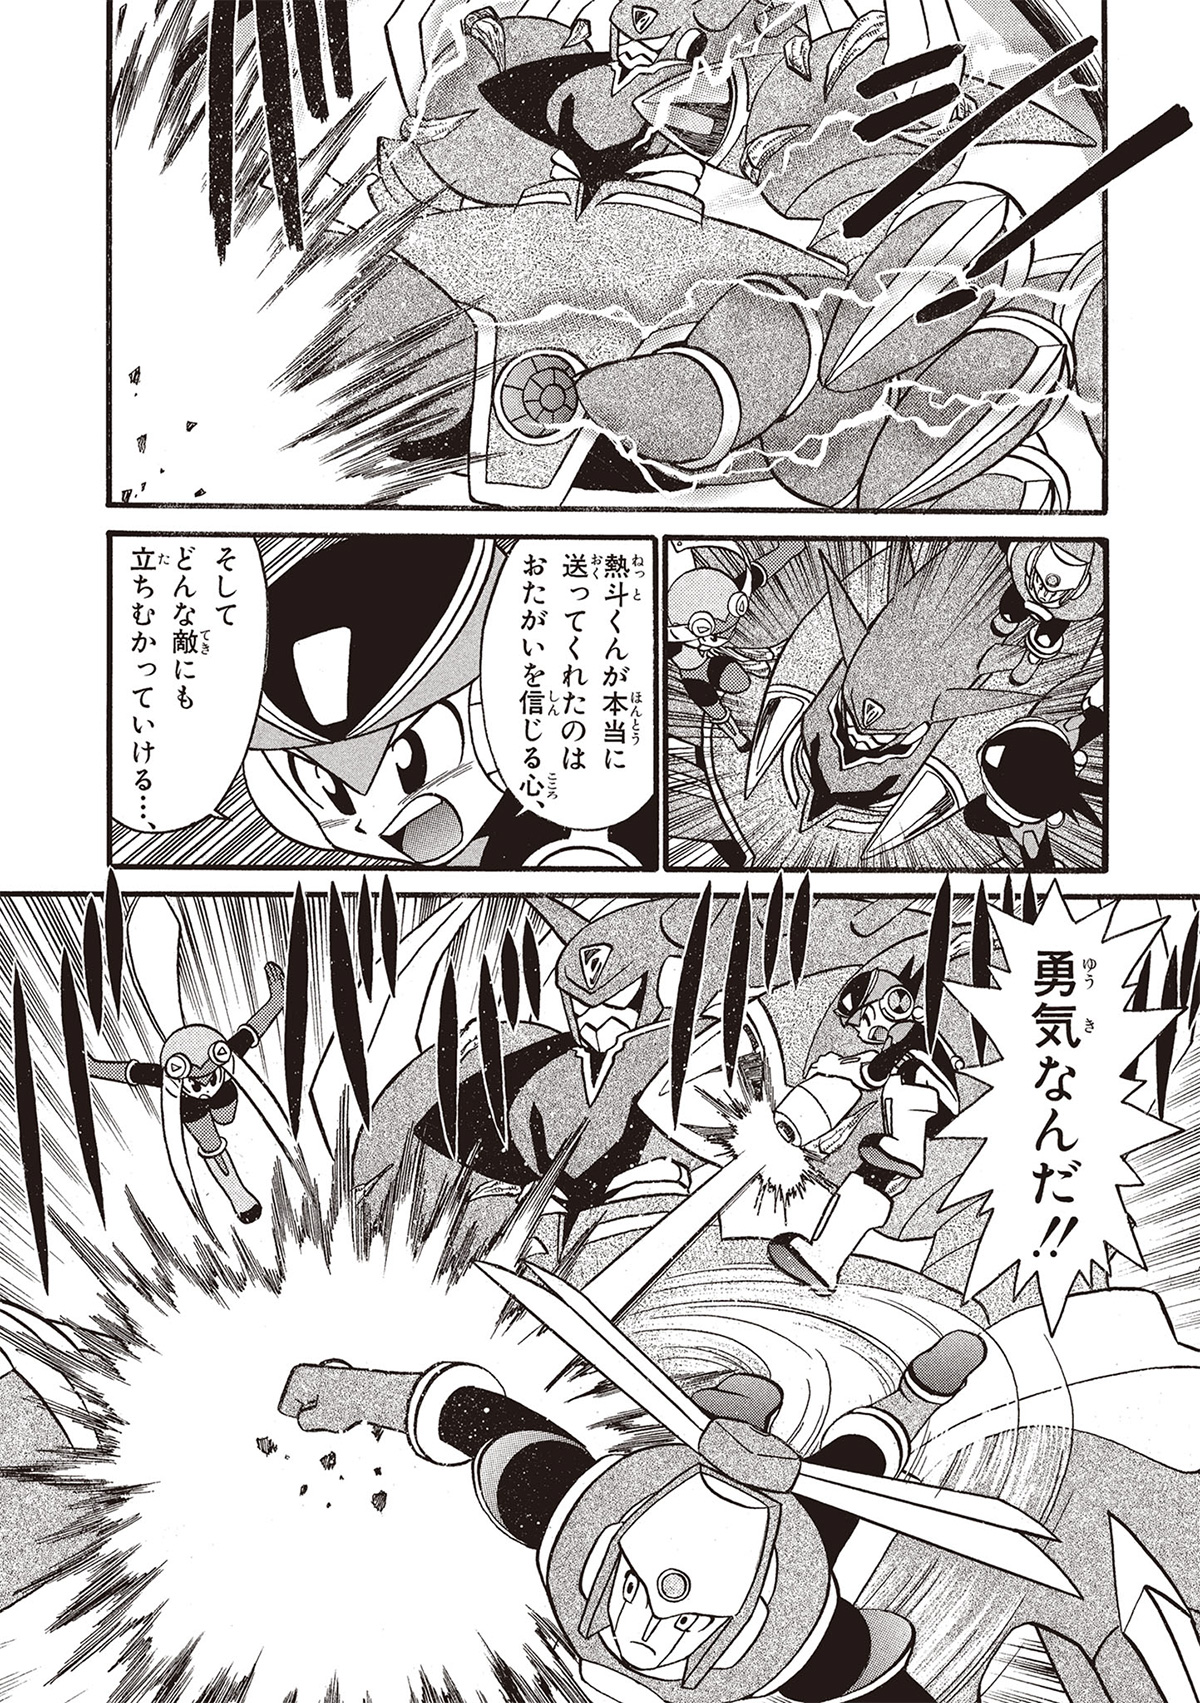 熱斗くんが本当に
送ってくれたのは
おたがいを信じる心、
そして
どんな敵にも
立ちむかっていける…、
勇気なんだ!!